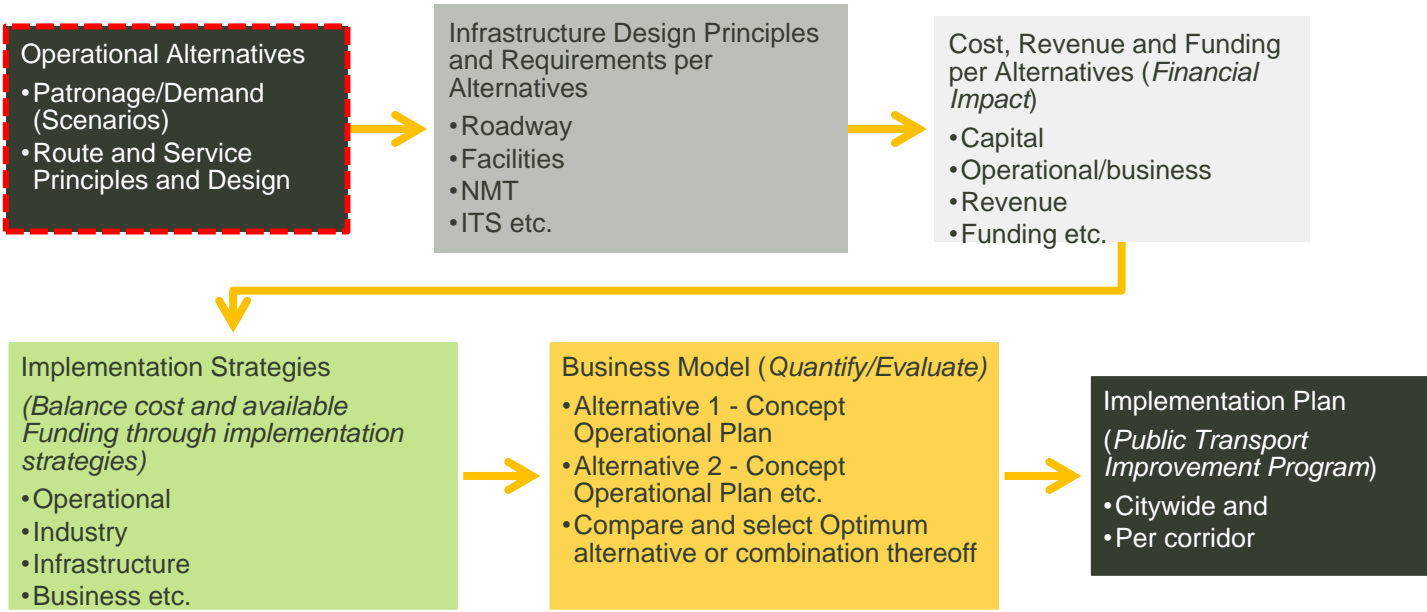 Operational Alternatives
•Patronage/Demand
(Scenarios)
•Route and Service
Principles and Design
Infrastructure Design Principles
and Requirements per
Alternatives
•Roadway
•Facilities
•NMT
•ITS etc.
Cost, Revenue and Funding
per Alternatives (Financial
Impact)
•Capital
•Operational/business
•Revenue
•Funding etc.
Implementation Strategies
(Balance cost and available
Funding through implementation
strategies)
•Operational
•Industry
•Infrastructure
•Business etc.
Business Model (Quantify/Evaluate)
•Alternative 1 - Concept
Operational Plan
•Alternative 2 - Concept
Operational Plan etc.
•Compare and select Optimum
alternative or combination thereoff
Implementation Plan
(Public Transport
Improvement Program)
•Citywide and
•Per corridor